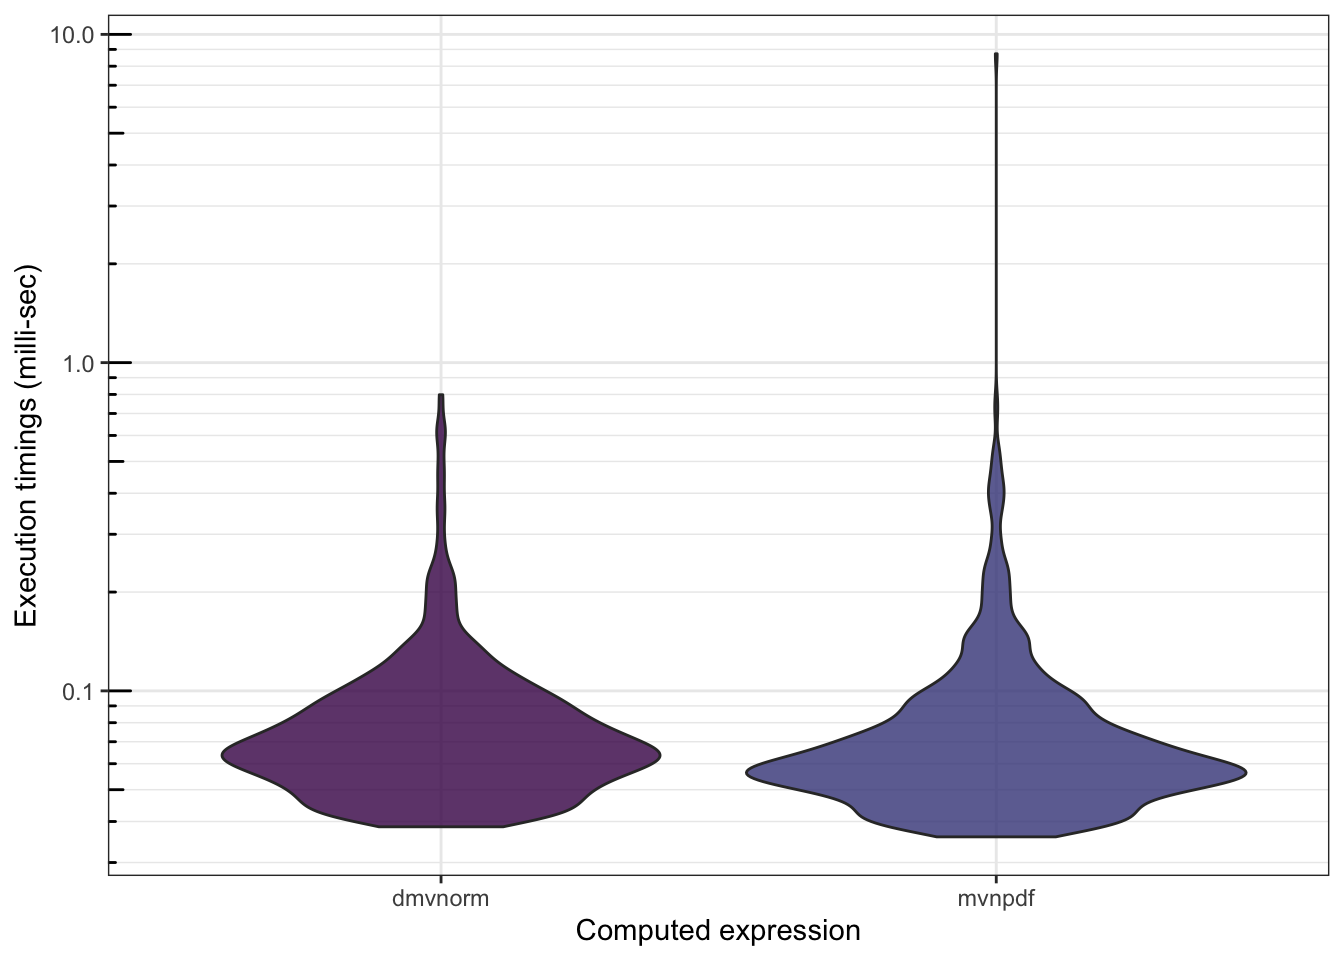 10.0
1.0
0.1
Execution timings (milli-sec)
dmvnorm
mvnpdf
Computed expression